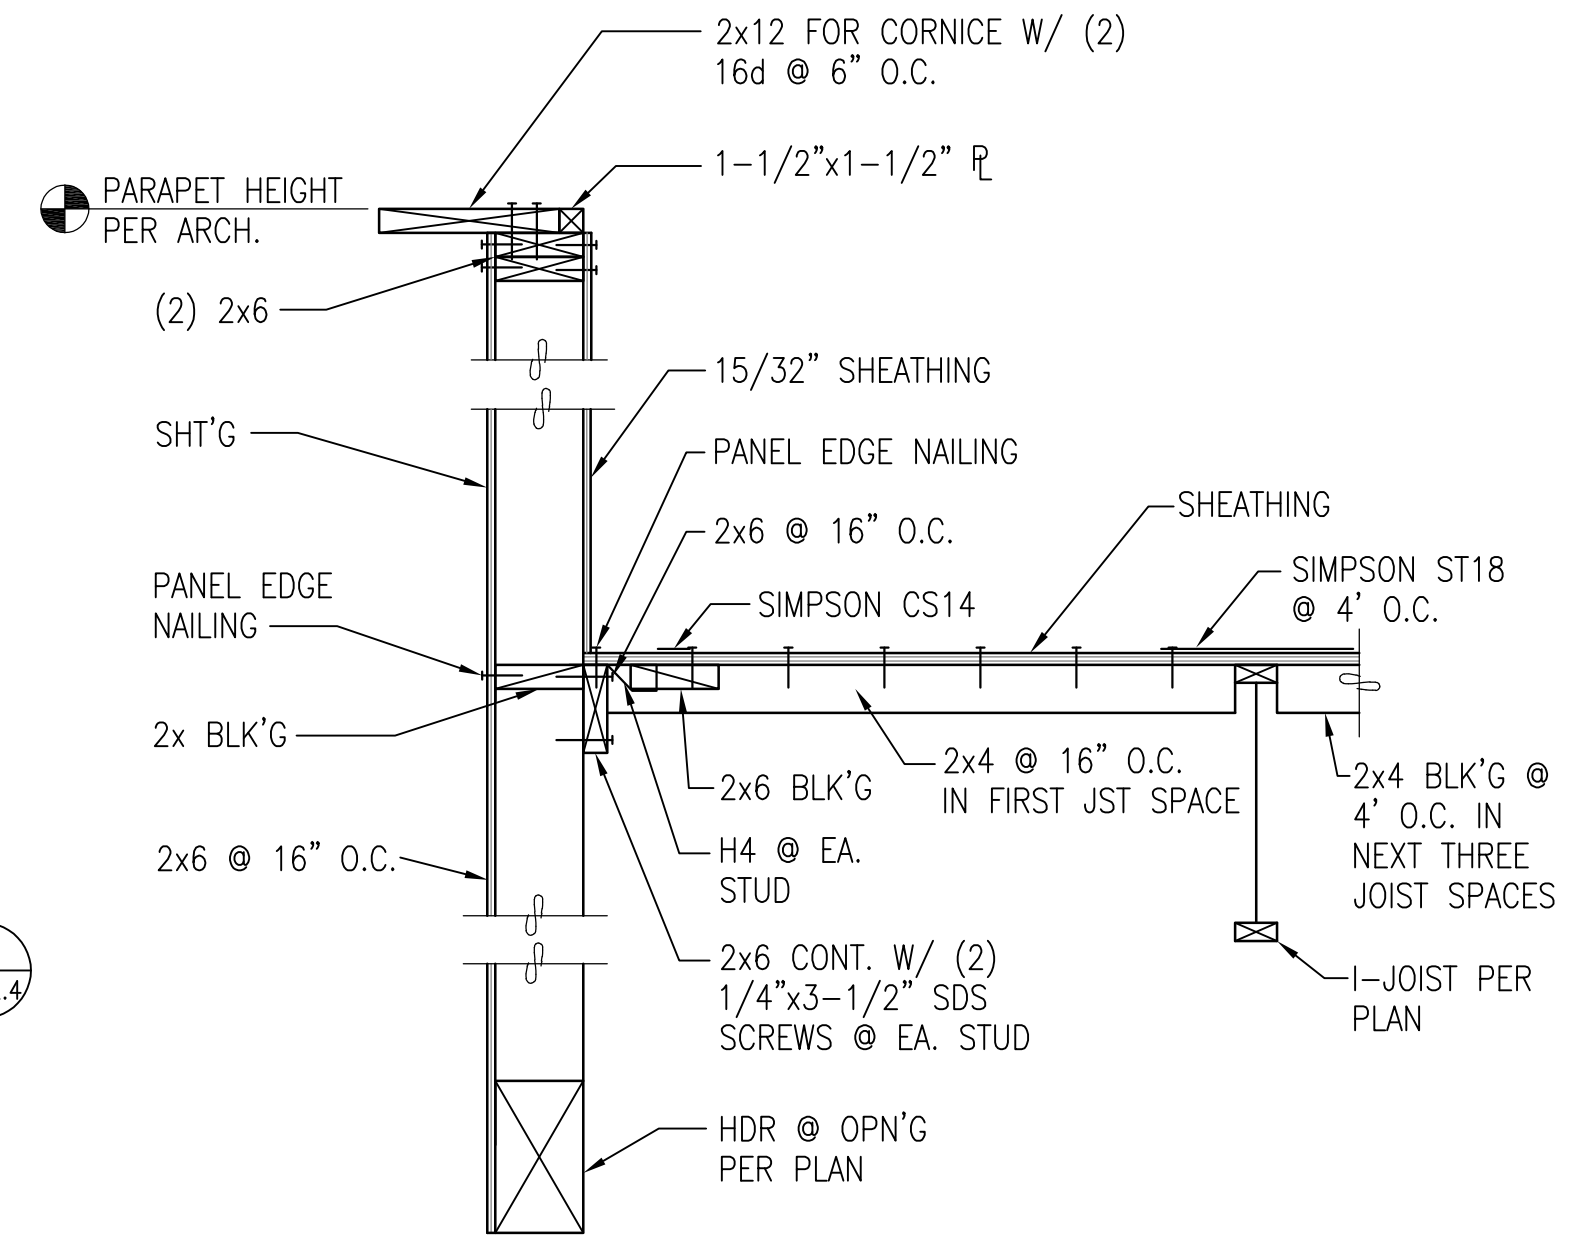 2x12 FOR CORNICE W/ (2)
16d @ 6” O.C.
1-1/2”x1-1/2” ℄
PARAPET HEIGHT
PER ARCH.
(2) 2x6
15/32” SHEATHING
SHT'G
PANEL EDGE NAILING
SHEATHING
2x6 @ 16” O.C.
SIMPSON ST18
@ 4' O.C.
PANEL EDGE
NAILING
SIMPSON CS14
2x BLK'G
2x6 BLK'G
2x4 @ 16” O.C.
IN FIRST JST SPACE
2x4 BLK'G @
4' O.C. IN
NEXT THREE
JOIST SPACES
2x6 @ 16” O.C.
H4 @ EA.
STUD
2x6 CONT. W/ (2)
1/4”x3-1/2” SDS
SCREWS @ EA. STUD
I-JOIST PER
PLAN
HDR @ OPN'G
PER PLAN
.4